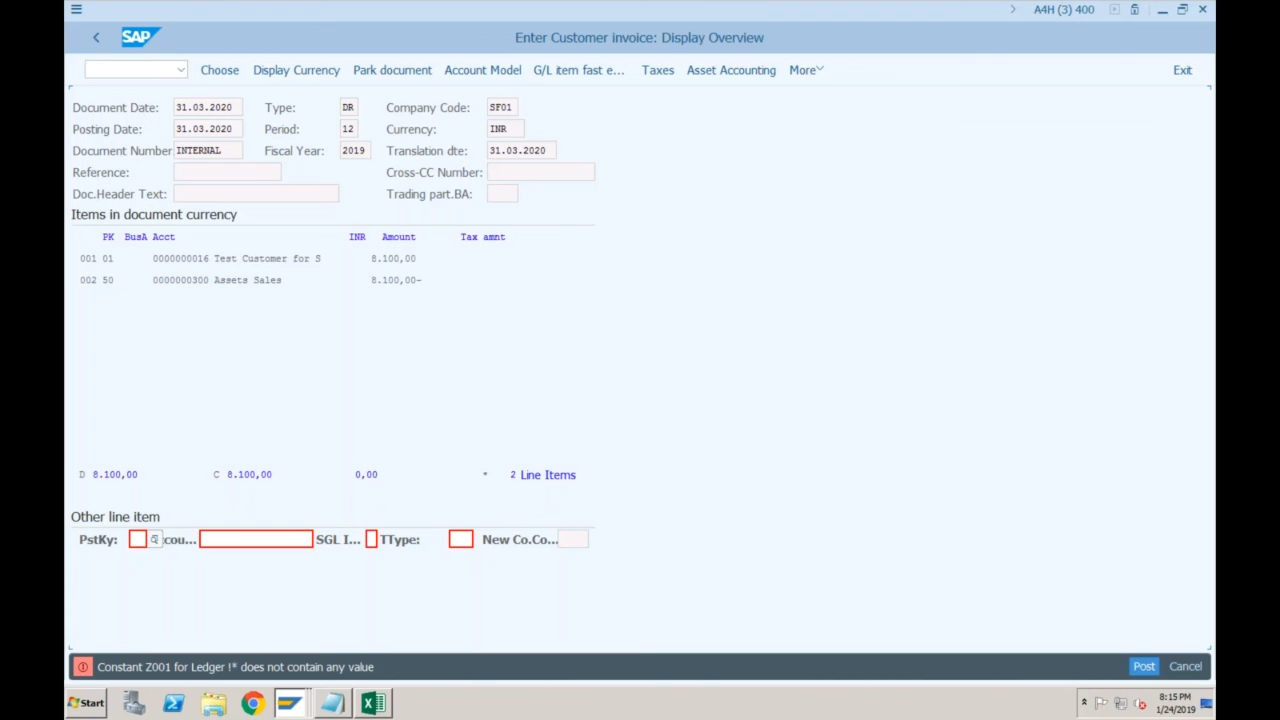 A4H (3) 400
SAP Enter Customer invoice: Display Overview
Choose Display Currency Park document Account Model G/L item fast e... Taxes Asset Accounting More Exit
Document Date: 31.03.2020 Type: DR Company Code: SF01
Posting Date: 31.03.2020 Period: 12 Currency: INR
Document Number INTERNAL Fiscal Year: 2019 Translation dte: 31.03.2020
Reference: Cross-CC Number:
Doc.Header Text: Trading part.BA:
Items in document currency
PK BusA Acct INR Amount Tax amnt
001 01 0000000016 Test Customer for S 8.100,00
002 50 0000000300 Assets Sales 8.100,00-
D 8.100,00 C 8.100,00 0,00 * 2 Line Items
Other line item
PstKy: cou... SGL I... TType: New Co.Co...
Constant Z001 for Ledger !* does not contain any value Post Cancel
Start 8:15 PM
1/24/2019